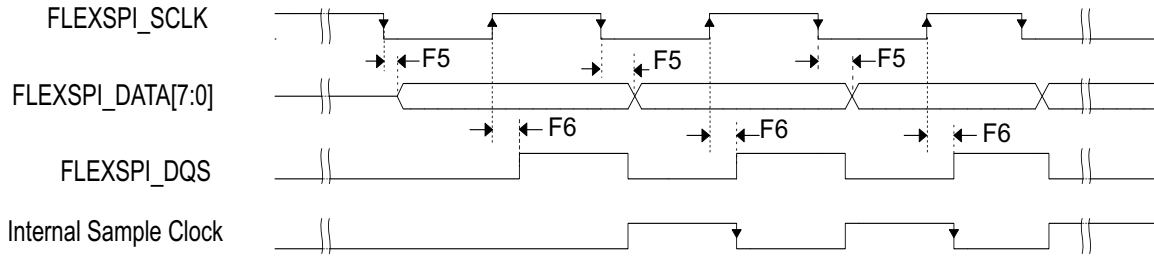 FLEXSPI_SCLK
F5 F5 F5
FLEXSPI_DATA[7:0]
F6 F6 F6
FLEXSPI_DQS
Internal Sample Clock